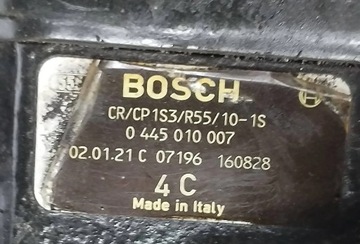 BOSCH
CR/CP1S3/R55/10-1S
0 445 010 007
02.01.21 C 07196 160828
4 C
Made in Italy